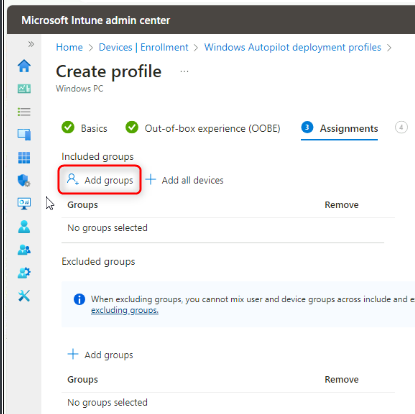 Microsoft Intune admin center
Home > Devices | Enrollment > Windows Autopilot deployment profiles >
Create profile ...
Windows PC
Basics Out-of-box experience (OOBE) 3 Assignments 4
Included groups
Add groups + Add all devices
Groups Remove
No groups selected
Excluded groups
When excluding groups, you cannot mix user and device groups across include and e
excluding groups.
+ Add groups
Groups Remove
No groups selected